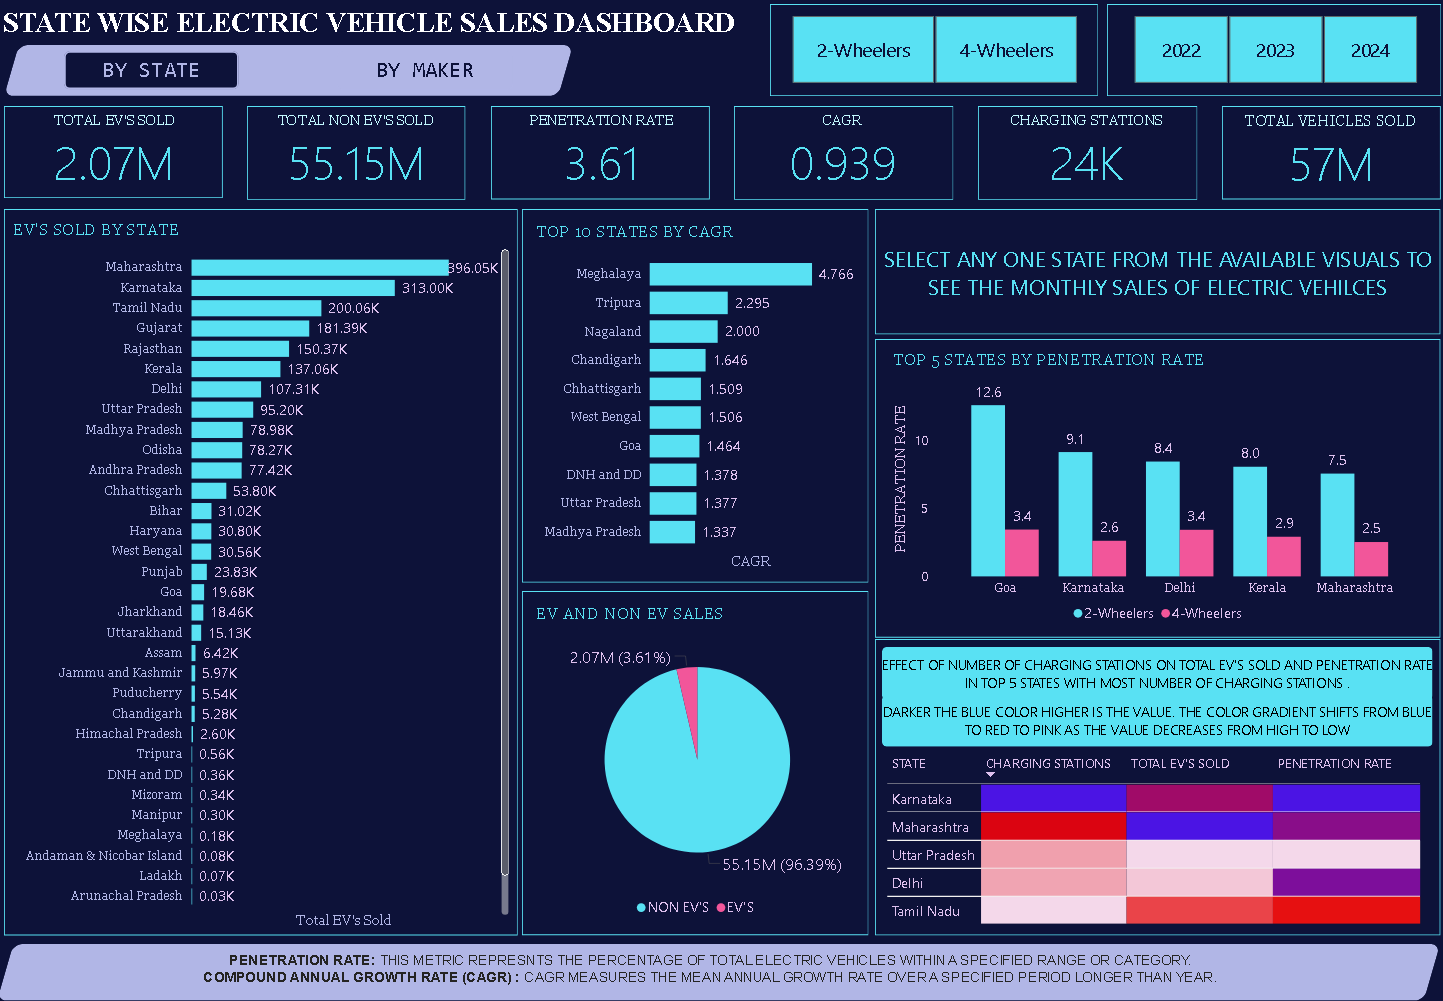 STATE WISE ELECTRIC VEHICLE SALES DASHBOARD
BY STATE
BY MAKER
2-Wheelers
4-Wheelers
2022
2023
2024
TOTAL EV'S SOLD
2.07M
TOTAL NON EV'S SOLD
55.15M
PENETRATION RATE
3.61
CAGR
0.939
CHARGING STATIONS
24K
TOTAL VEHICLES SOLD
57M
EV'S SOLD BY STATE
Maharashtra 396.05K
Karnataka 313.00K
Tamil Nadu 200.06K
Gujarat 181.39K
Rajasthan 150.37K
Kerala 137.06K
Delhi 107.31K
Uttar Pradesh 95.20K
Madhya Pradesh 78.98K
Odisha 78.27K
Andhra Pradesh 77.42K
Chhattisgarh 53.80K
Bihar 31.02K
Haryana 30.80K
West Bengal 30.56K
Punjab 23.83K
Goa 19.68K
Jharkhand 18.46K
Uttarakhand 15.13K
Assam 6.42K
Jammu and Kashmir 5.97K
Puducherry 5.54K
Chandigarh 5.28K
Himachal Pradesh 2.60K
Tripura 0.56K
DNH and DD 0.36K
Mizoram 0.34K
Manipur 0.30K
Meghalaya 0.18K
Andaman & Nicobar Island 0.08K
Ladakh 0.07K
Arunachal Pradesh 0.03K
Total EV's Sold
TOP 10 STATES BY CAGR
Meghalaya 4.766
Tripura 2.295
Nagaland 2.000
Chandigarh 1.646
Chhattisgarh 1.509
West Bengal 1.506
Goa 1.464
DNH and DD 1.378
Uttar Pradesh 1.377
Madhya Pradesh 1.337
CAGR
EV AND NON EV SALES
2.07M (3.61%)
55.15M (96.39%)
NON EV'S EV'S
SELECT ANY ONE STATE FROM THE AVAILABLE VISUALS TO
SEE THE MONTHLY SALES OF ELECTRIC VEHILCES
TOP 5 STATES BY PENETRATION RATE
PENETRATION RATE
10
5
0
12.6
3.4
9.1
2.6
8.4
3.4
8.0
2.9
7.5
2.5
Goa Karnataka Delhi Kerala Maharashtra
2-Wheelers 4-Wheelers
EFFECT OF NUMBER OF CHARGING STATIONS ON TOTAL EV'S SOLD AND PENETRATION RATE
IN TOP 5 STATES WITH MOST NUMBER OF CHARGING STATIONS .
DARKER THE BLUE COLOR HIGHER IS THE VALUE. THE COLOR GRADIENT SHIFTS FROM BLUE
TO RED TO PINK AS THE VALUE DECREASES FROM HIGH TO LOW
STATE CHARGING STATIONS TOTAL EV'S SOLD PENETRATION RATE
Karnataka
Maharashtra
Uttar Pradesh
Delhi
Tamil Nadu
PENETRATION RATE: THIS METRIC REPRESNTS THE PERCENTAGE OF TOTAL ELECTRIC VEHICLES WITHIN A SPECIFIED RANGE OR CATEGORY.
COMPOUND ANNUAL GROWTH RATE (CAGR) : CAGR MEASURES THE MEAN ANNUAL GROWTH RATE OVER A SPECIFIED PERIOD LONGER THAN YEAR.